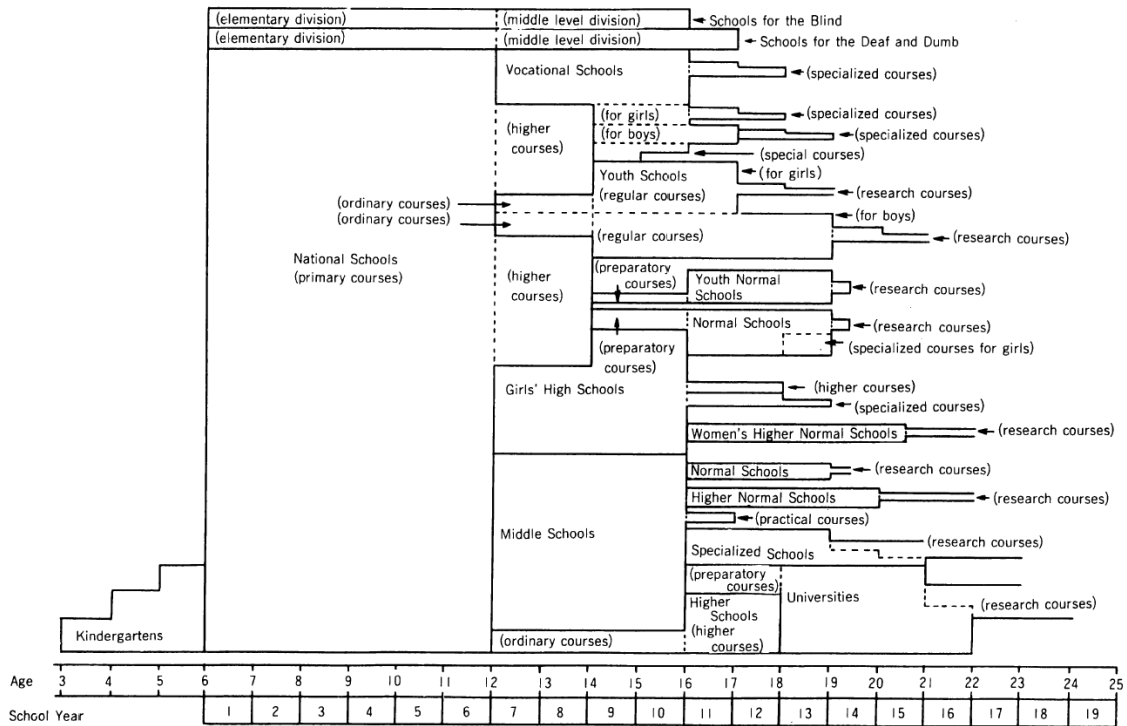 (elementary division) (middle level division) Schools for the Blind
(elementary division) (middle level division) Schools for the Deaf and Dumb
Vocational Schools (specialized courses)
(for girls) (specialized courses)
(higher
courses)
(for boys) (specialized courses)
(special courses)
Youth Schools (for girls)
(regular courses) (research courses)
(ordinary courses)
(ordinary courses) (for boys)
(regular courses) (research courses)
National Schools
(primary courses)
(higher
courses)
(preparatory
courses)
Youth Normal
Schools
(research courses)
Normal Schools (research courses)
(preparatory
courses)
(specialized courses for girls)
Girls' High Schools (higher courses)
(specialized courses)
Women's Higher Normal Schools (research courses)
Normal Schools (research courses)
Higher Normal Schools (research courses)
(practical courses)
Middle Schools
Specialized Schools (research courses)
(preparatory
courses)
Universities
Higher
Schools
(higher
courses)
(research courses)
Kindergartens (ordinary courses)
Age 3 4 5 6 7 8 9 10 11 12 13 14 15 16 17 18 19 20 21 22 23 24 25
School Year 1 2 3 4 5 6 7 8 9 10 11 12 13 14 15 16 17 18 19